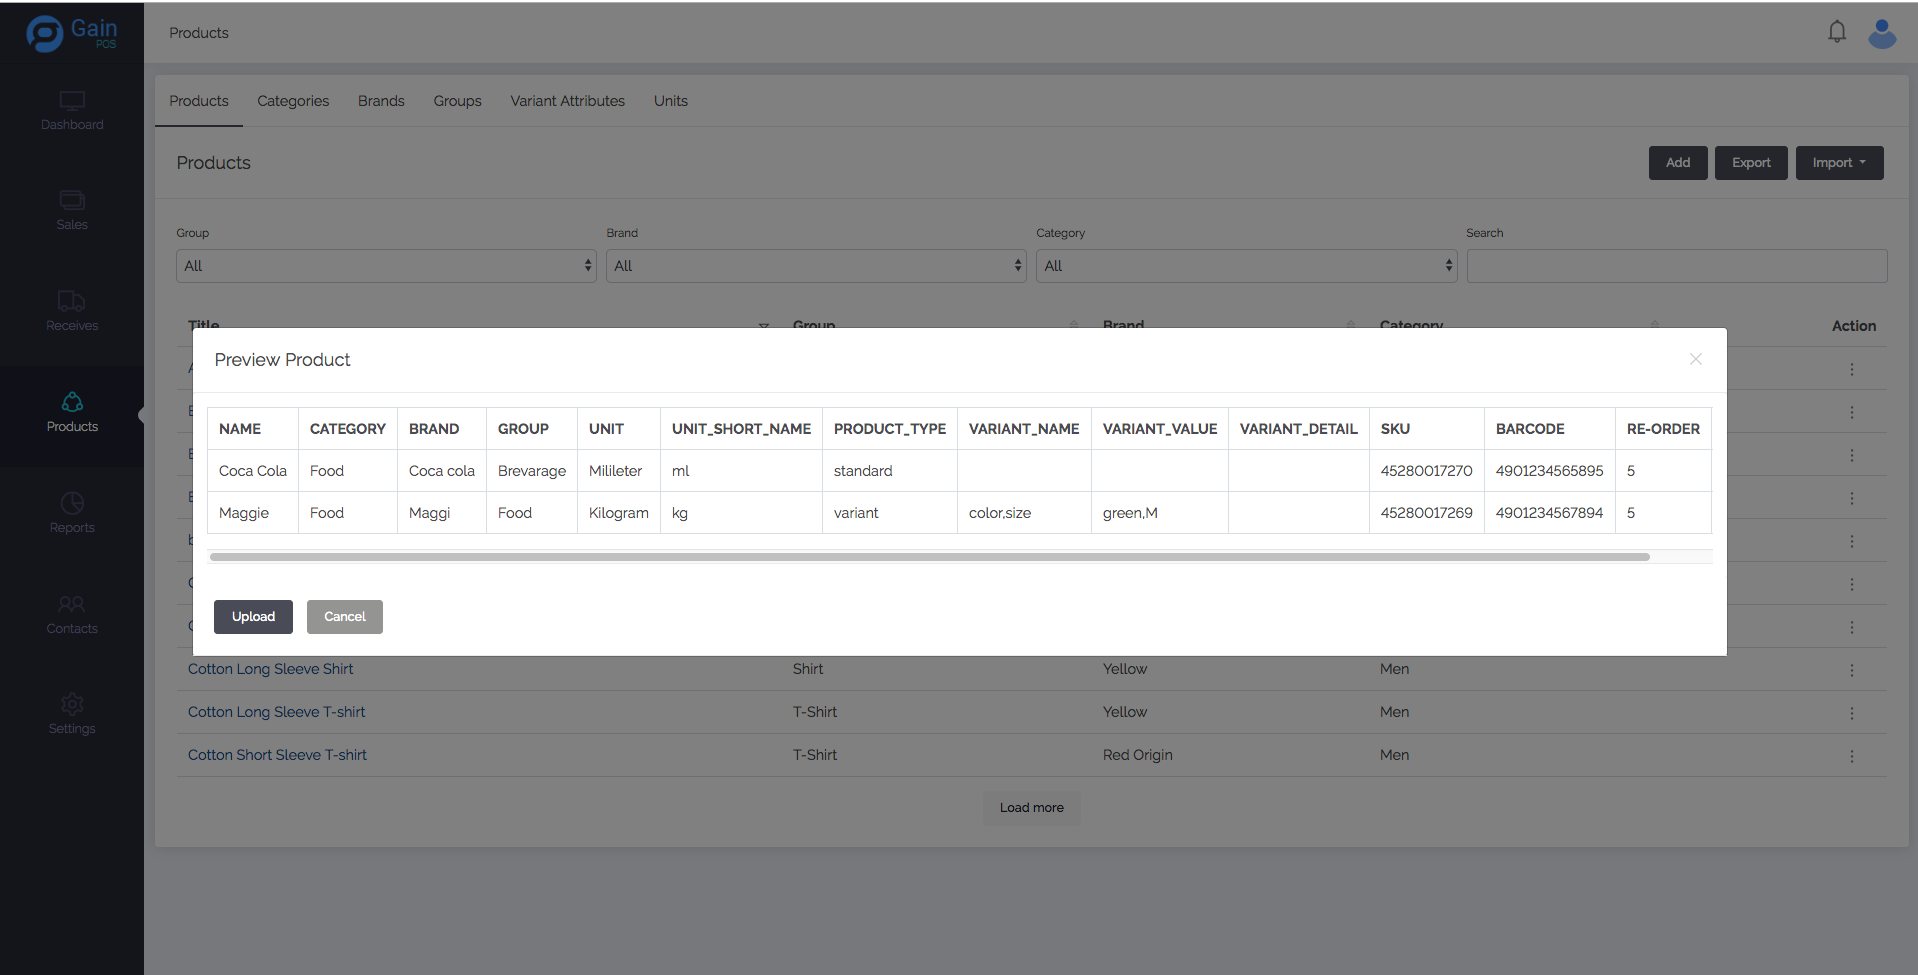 Gain
POS
Products
Dashboard
Sales
Receives
Products
Reports
Contacts
Settings
Products Categories Brands Groups Variant Attributes Units
Products
Add Export Import
Group Brand Category Search
All All All
Title Group Brand Category Action
Preview Product
NAME CATEGORY BRAND GROUP UNIT UNIT_SHORT_NAME PRODUCT_TYPE VARIANT_NAME VARIANT_VALUE VARIANT_DETAIL SKU BARCODE RE-ORDER
Coca Cola Food Coca cola Brevarage Milileter ml standard 45280017270 4901234565895 5
Maggie Food Maggi Food Kilogram kg variant color,size green,M 45280017269 4901234567894 5
Upload Cancel
Cotton Long Sleeve Shirt Shirt Yellow Men
Cotton Long Sleeve T-shirt T-Shirt Yellow Men
Cotton Short Sleeve T-shirt T-Shirt Red Origin Men
Load more